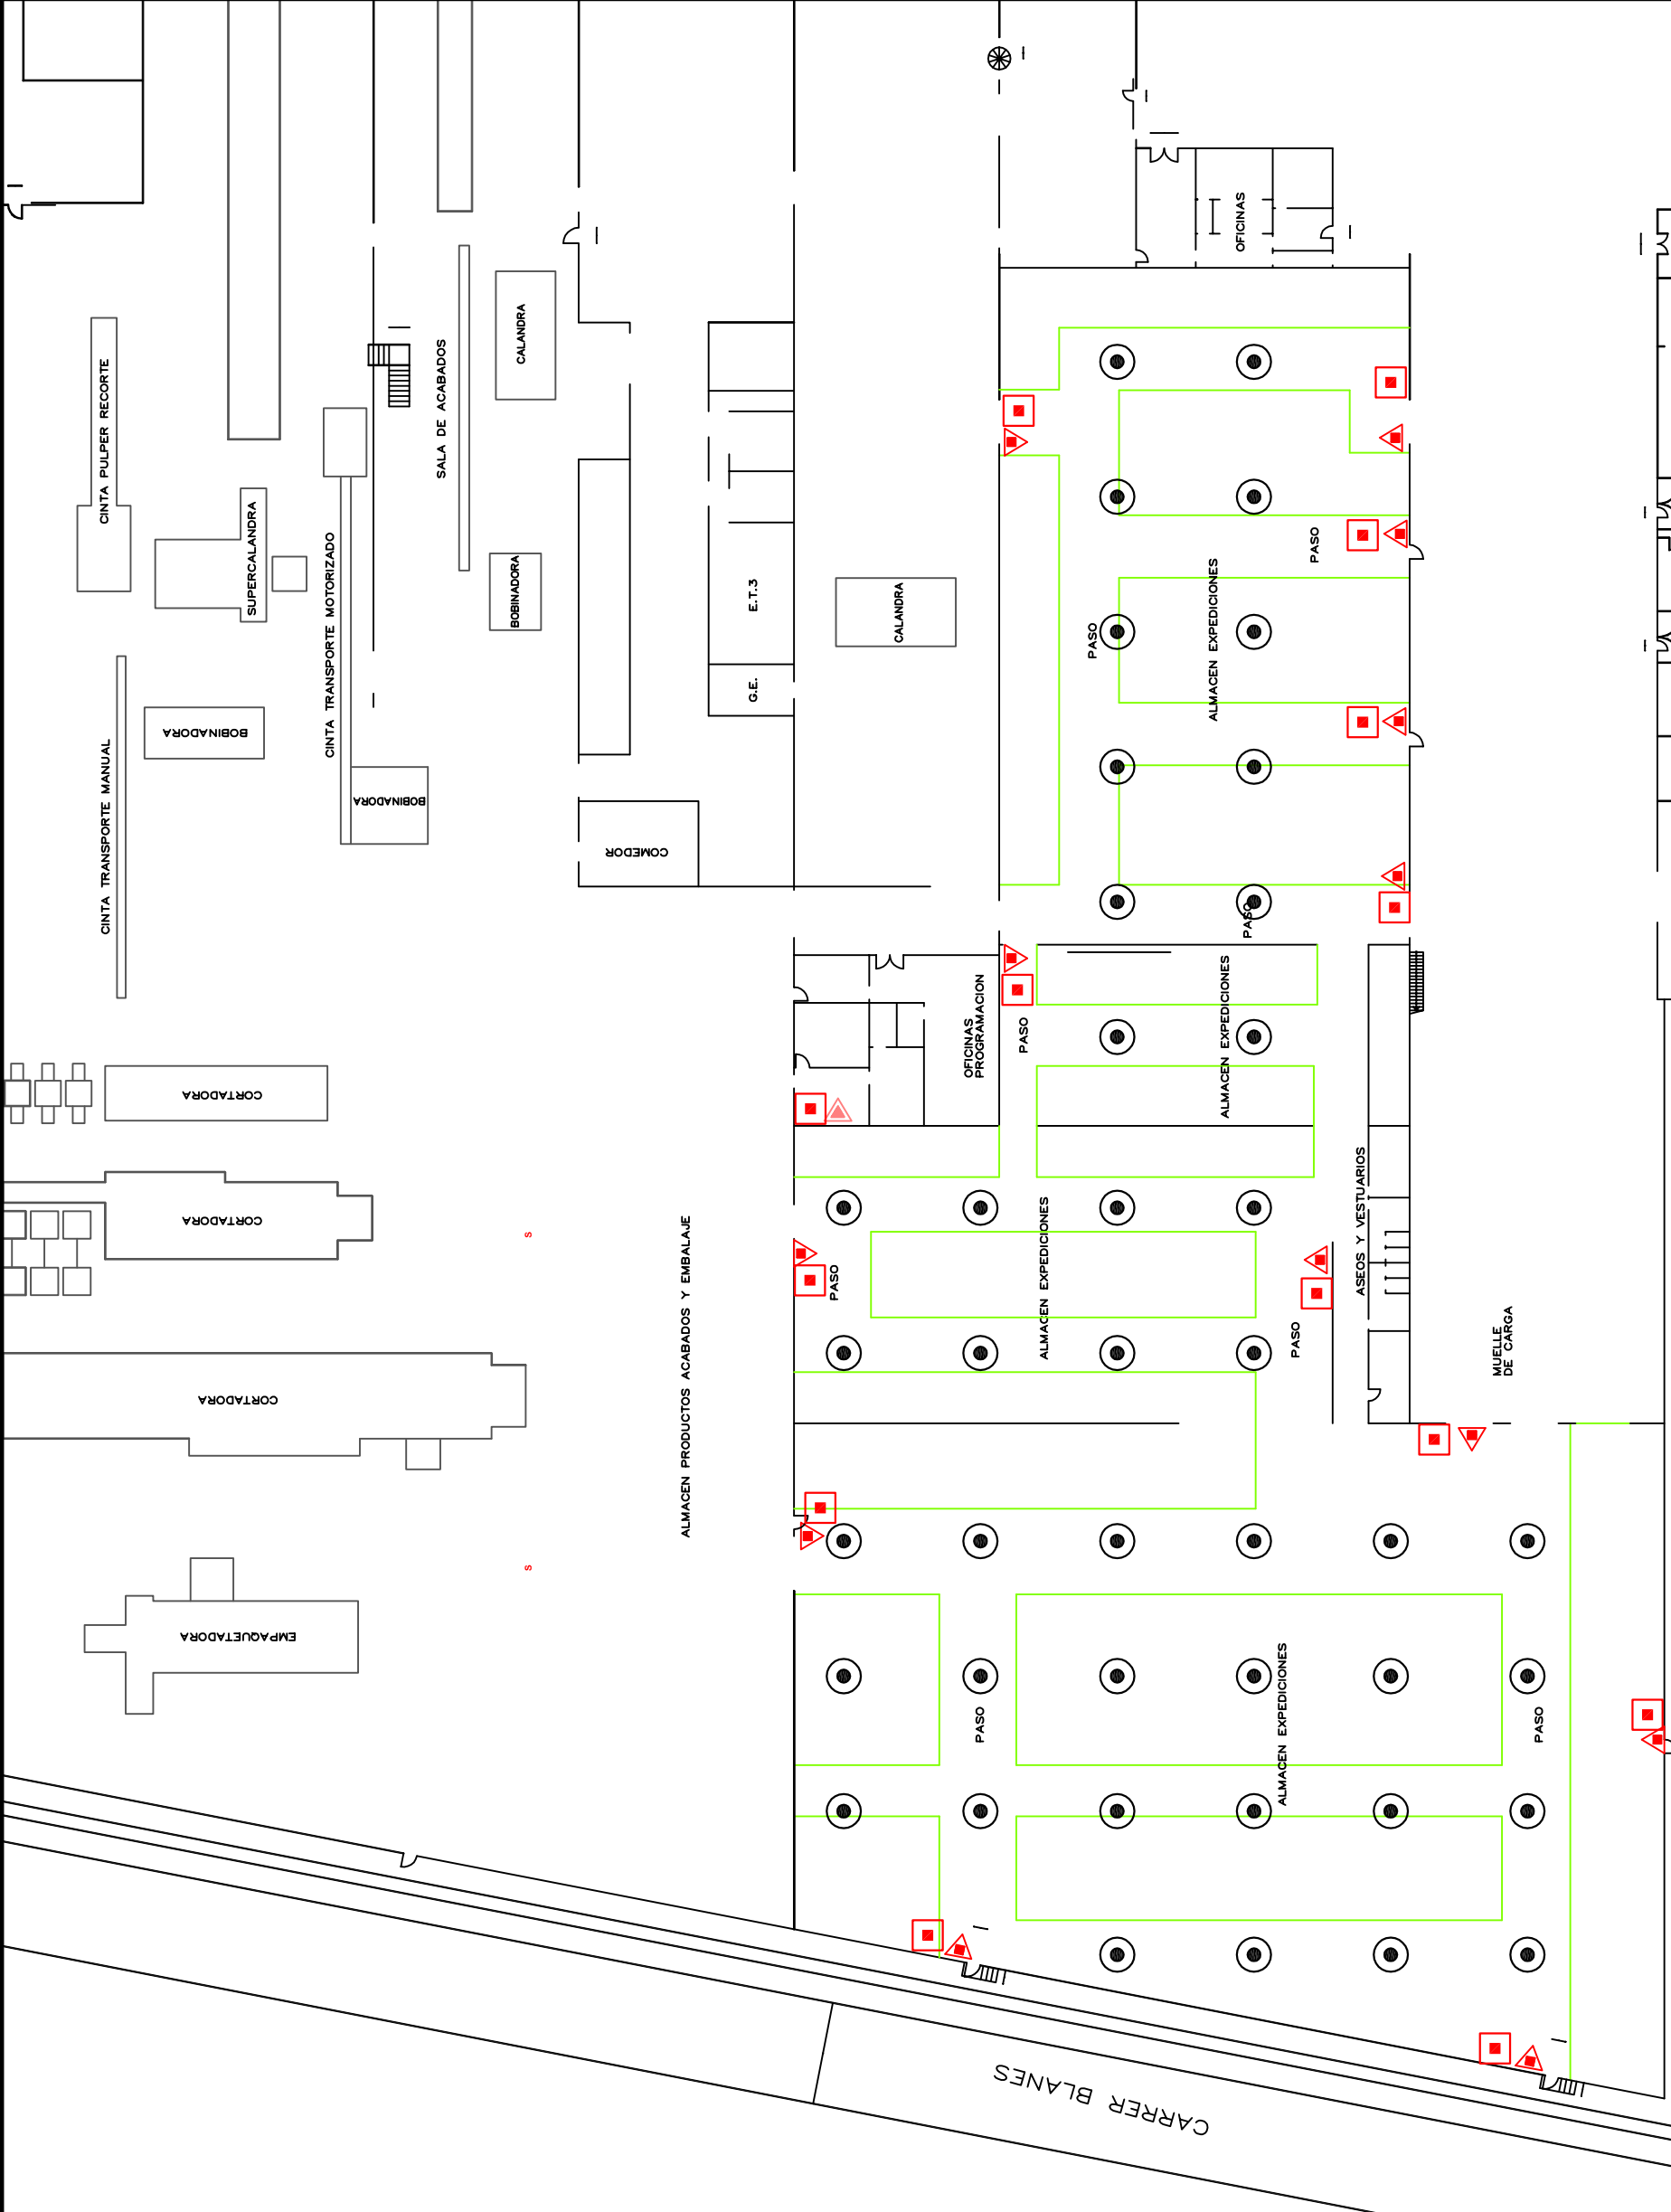 OFICINAS
CINTA PULPER RECORTE
SALA DE ACABADOS
CALANDRA
SUPERCALANDRA
CINTA TRANSPORTE MOTORIZADO
BOBINADORA
E.T.3
CALANDRA
PASO
ALMACEN EXPEDICIONES
PASO
G.E.
BOBINADORA
CINTA TRANSPORTE MANUAL
BOBINADORA
COMEDOR
PASO
OFICINAS
PROGRAMACION
PASO
ALMACEN EXPEDICIONES
CORTADORA
CORTADORA
S
ALMACEN PRODUCTOS ACABADOS Y EMBALAJE
PASO
ALMACEN EXPEDICIONES
PASO
ASEOS Y VESTUARIOS
MUELLE
DE CARGA
CORTADORA
S
EMPAQUETADORA
PASO
ALMACEN EXPEDICIONES
PASO
CARRER BLANES